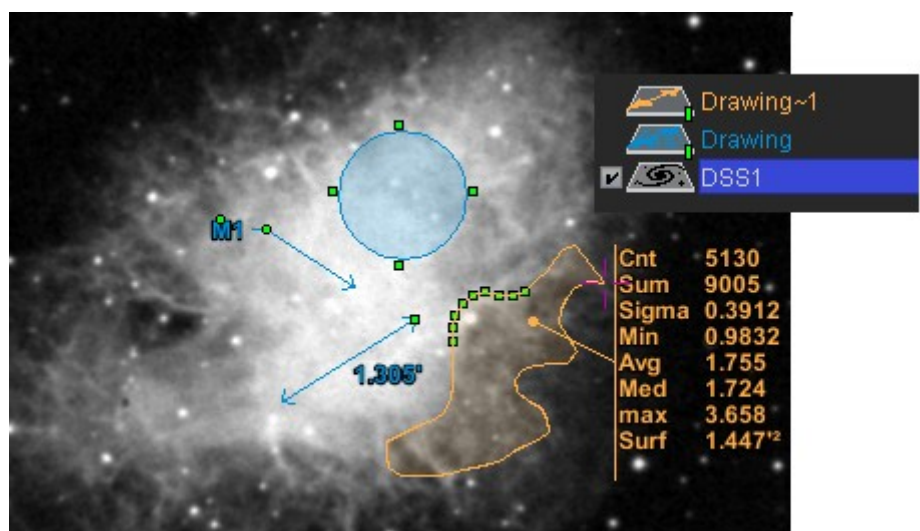 Drawing~1
Drawing
DSS1
M1
1.305'
Cnt 5130
Sum 9005
Sigma 0.3912
Min 0.9832
Avg 1.755
Med 1.724
max 3.658
Surf 1.447"²